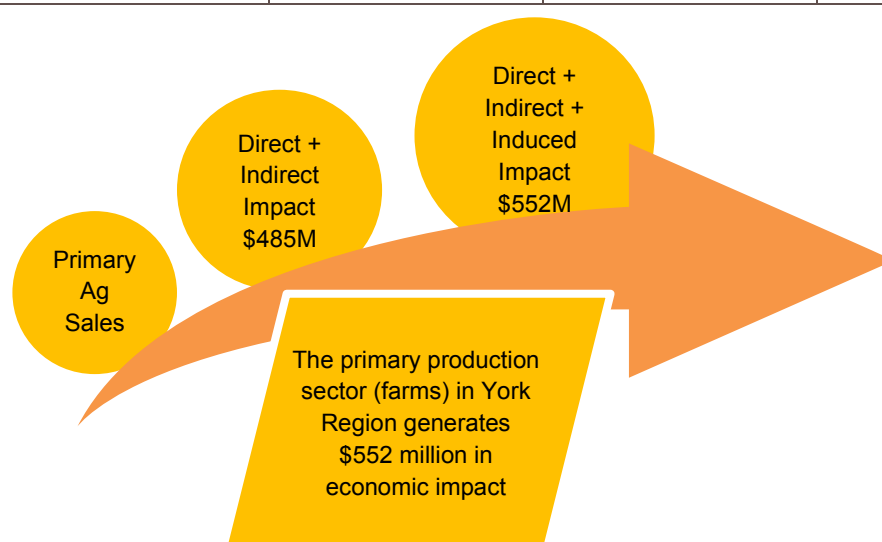 Primary
Ag
Sales
Direct +
Indirect
Impact
$485M
Direct +
Indirect +
Induced
Impact
$552M
The primary production
sector (farms) in York
Region generates
$552 million in
economic impact